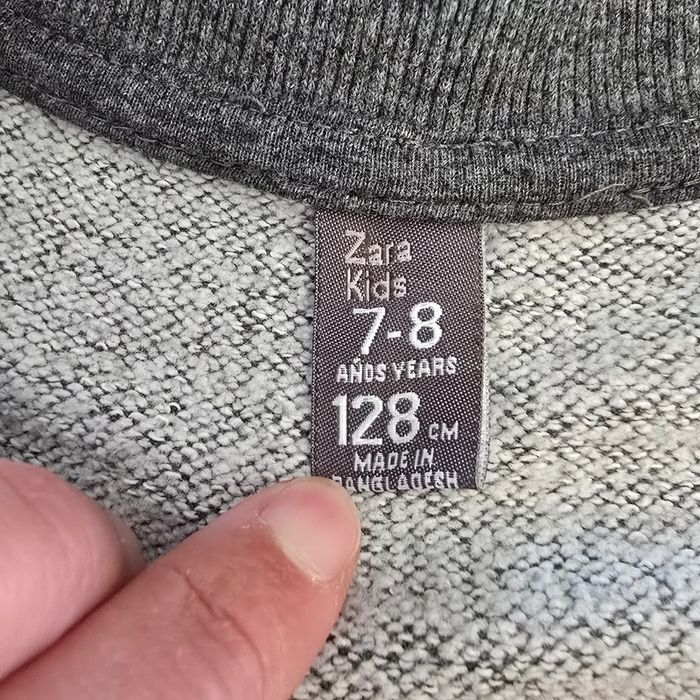 Zara
Kids
7-8
AÑOS YEARS
128 CM
MADE IN
BANGLADESH